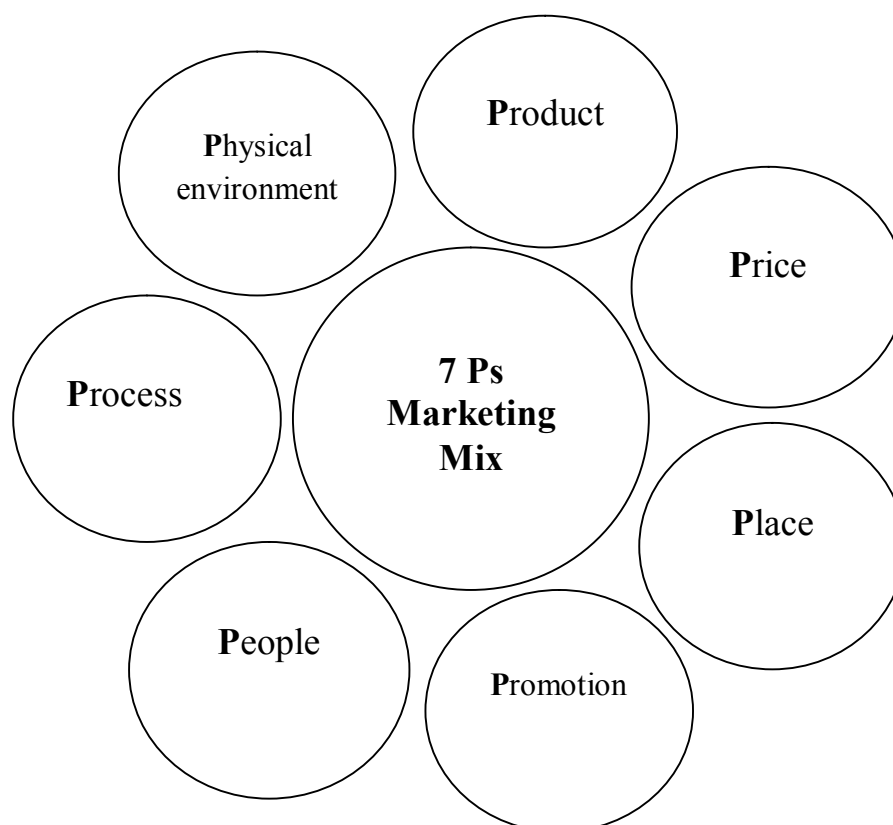 Product
Physical
environment
Price
7 Ps
Marketing
Mix
Process
Place
People
Promotion